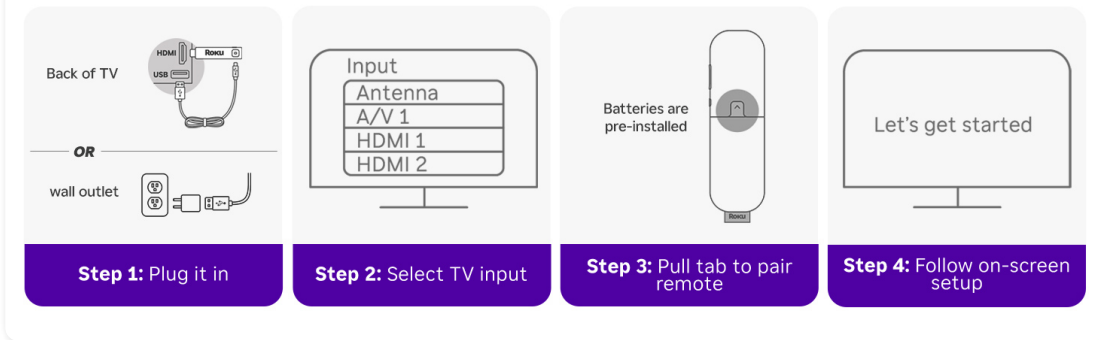 HDMI
ROKU
USB
Back of TV
OR
wall outlet
Step 1: Plug it in
Input
Antenna
A/V 1
HDMI 1
HDMI 2
Step 2: Select TV input
Batteries are
pre-installed
ROKU
Step 3: Pull tab to pair
remote
Let's get started
Step 4: Follow on-screen
setup